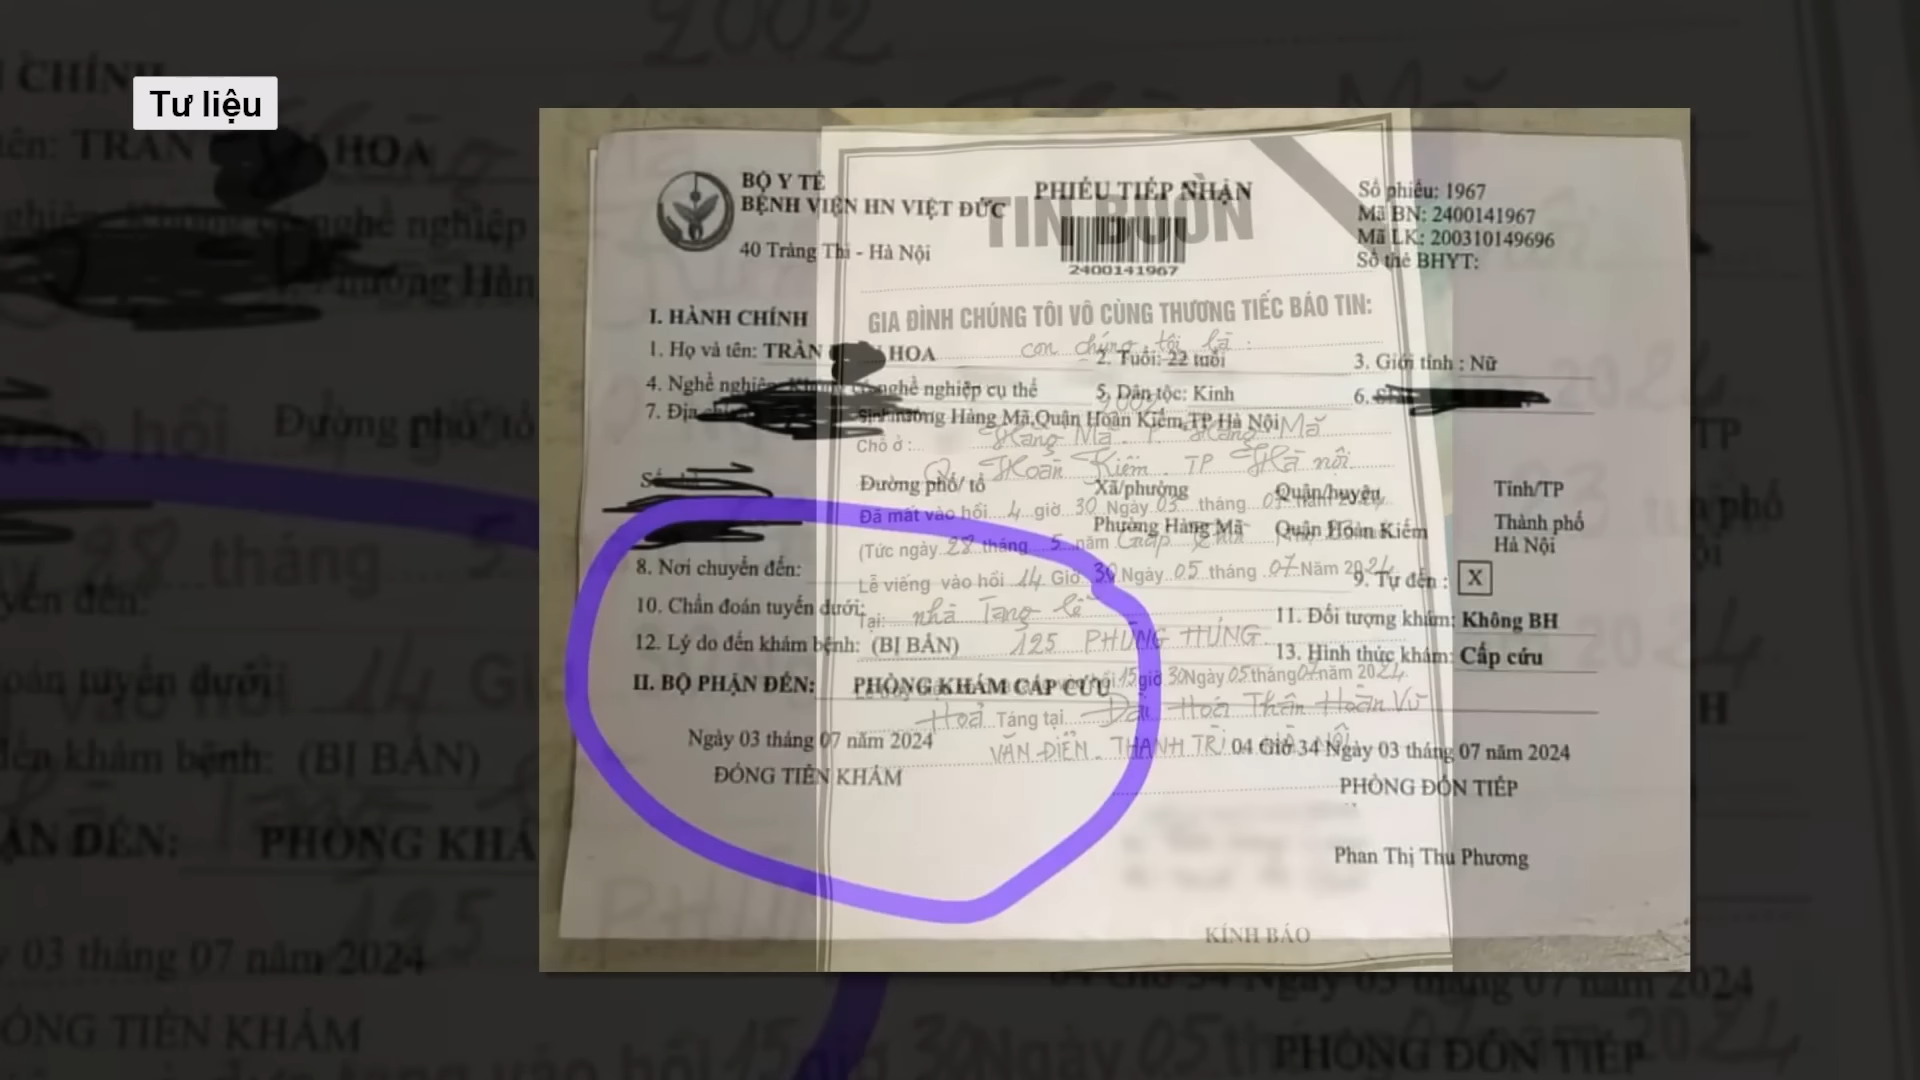 Tư liệu
BỘ Y TẾ
BỆNH VIỆN HN VIỆT ĐỨC
40 Tràng Thi - Hà Nội
PHIẾU TIẾP NHẬN
2400141967
Số phiếu: 1967
Mã BN: 2400141967
Mã LK: 200310149696
Số thẻ BHYT:
TIN BUỒN
GIA ĐÌNH CHÚNG TÔI VÔ CÙNG THƯƠNG TIẾC BÁO TIN:
con chúng tôi là :
I. HÀNH CHÍNH
1. Họ và tên: TRẦN HOA
2. Tuổi: 22 tuổi
3. Giới tính : Nữ
4. Nghề nghiệp có nghề nghiệp cụ thể
5. Dân tộc: Kinh
6.
7. Địa Hàng Mã,Quận Hoàn Kiếm,TP Hà Nội
Chỗ ở : Hàng Mã. P. Hàng Mã
Q. Hoàn Kiếm. TP Hà nội.
Đường phố/ tổ
Xã/phường
Quận/huyện
Tỉnh/TP
Phường Hàng Mã
Quận Hoàn Kiếm
Thành phố
Hà Nội
Đã mất vào hồi 4 giờ 30 Ngày 03 tháng 07 năm 2024
(Tức ngày 28 tháng 5 năm Giáp
Lễ viếng vào hồi 14 Giờ 30 Ngày 05 tháng 07 Năm 2024
Tại: nhà Tang lễ
125 PHÙNG HƯNG
8. Nơi chuyển đến:
9. Tự đến : X
10. Chẩn đoán tuyến dưới:
11. Đối tượng khám: Không BH
12. Lý do đến khám bệnh: (BỊ BẮN)
13. Hình thức khám: Cấp cứu
II. BỘ PHẬN ĐẾN: PHÒNG KHÁM CẤP CỨU
hồi 15 giờ 30 Ngày 05 tháng 07 năm 2024
Hoả Táng tại Đài Hoá Thân Hoàn Vũ
VĂN ĐIỂN. THANH TRÌ
Ngày 03 tháng 07 năm 2024
ĐÓNG TIỀN KHÁM
04 Giờ 34 Ngày 03 tháng 07 năm 2024
PHÒNG ĐÓN TIẾP
Phan Thị Thu Phương
KÍNH BÁO